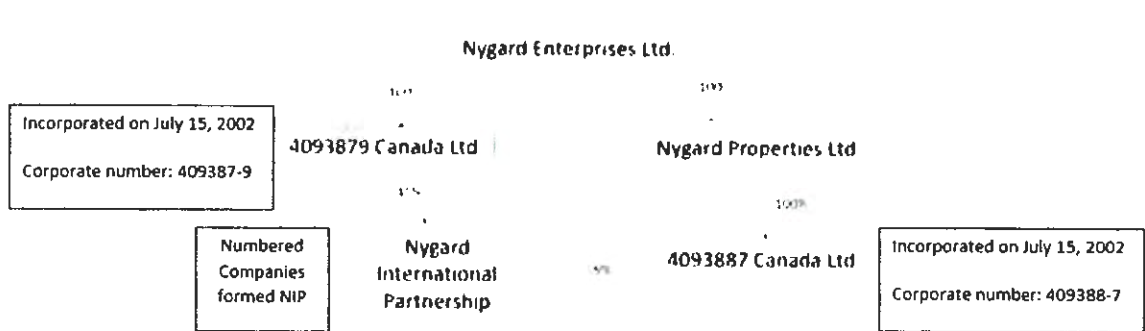 Nygard Enterprises Ltd.
Incorporated on July 15, 2002
Corporate number: 409387-9
4093879 Canada Ltd
Nygard Properties Ltd
100%
Numbered
Companies
formed NIP
Nygard
International
Partnership
4093887 Canada Ltd
Incorporated on July 15, 2002
Corporate number: 409388-7